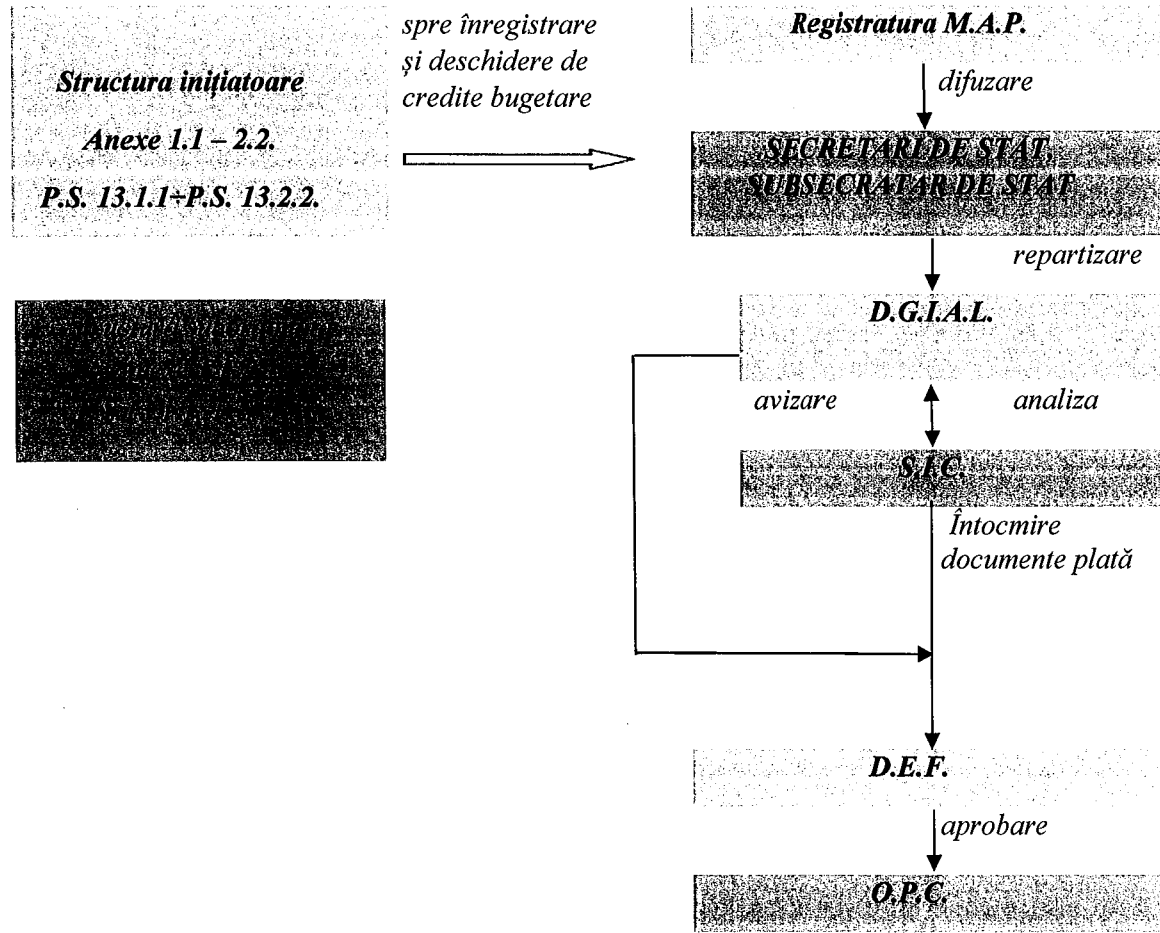 Structura inițiatoare
Anexe 1.1 – 2.2.
P.S. 13.1.1÷P.S. 13.2.2.
spre înregistrare
și deschidere de
credite bugetare
Registratura M.A.P.
difuzare
SECRETARI DE STAT,
SUBSECRATAR DE STAT
repartizare
D.G.I.A.L.
avizare
analiza
S.I.C.
Întocmire
documente plată
D.E.F.
aprobare
O.P.C.